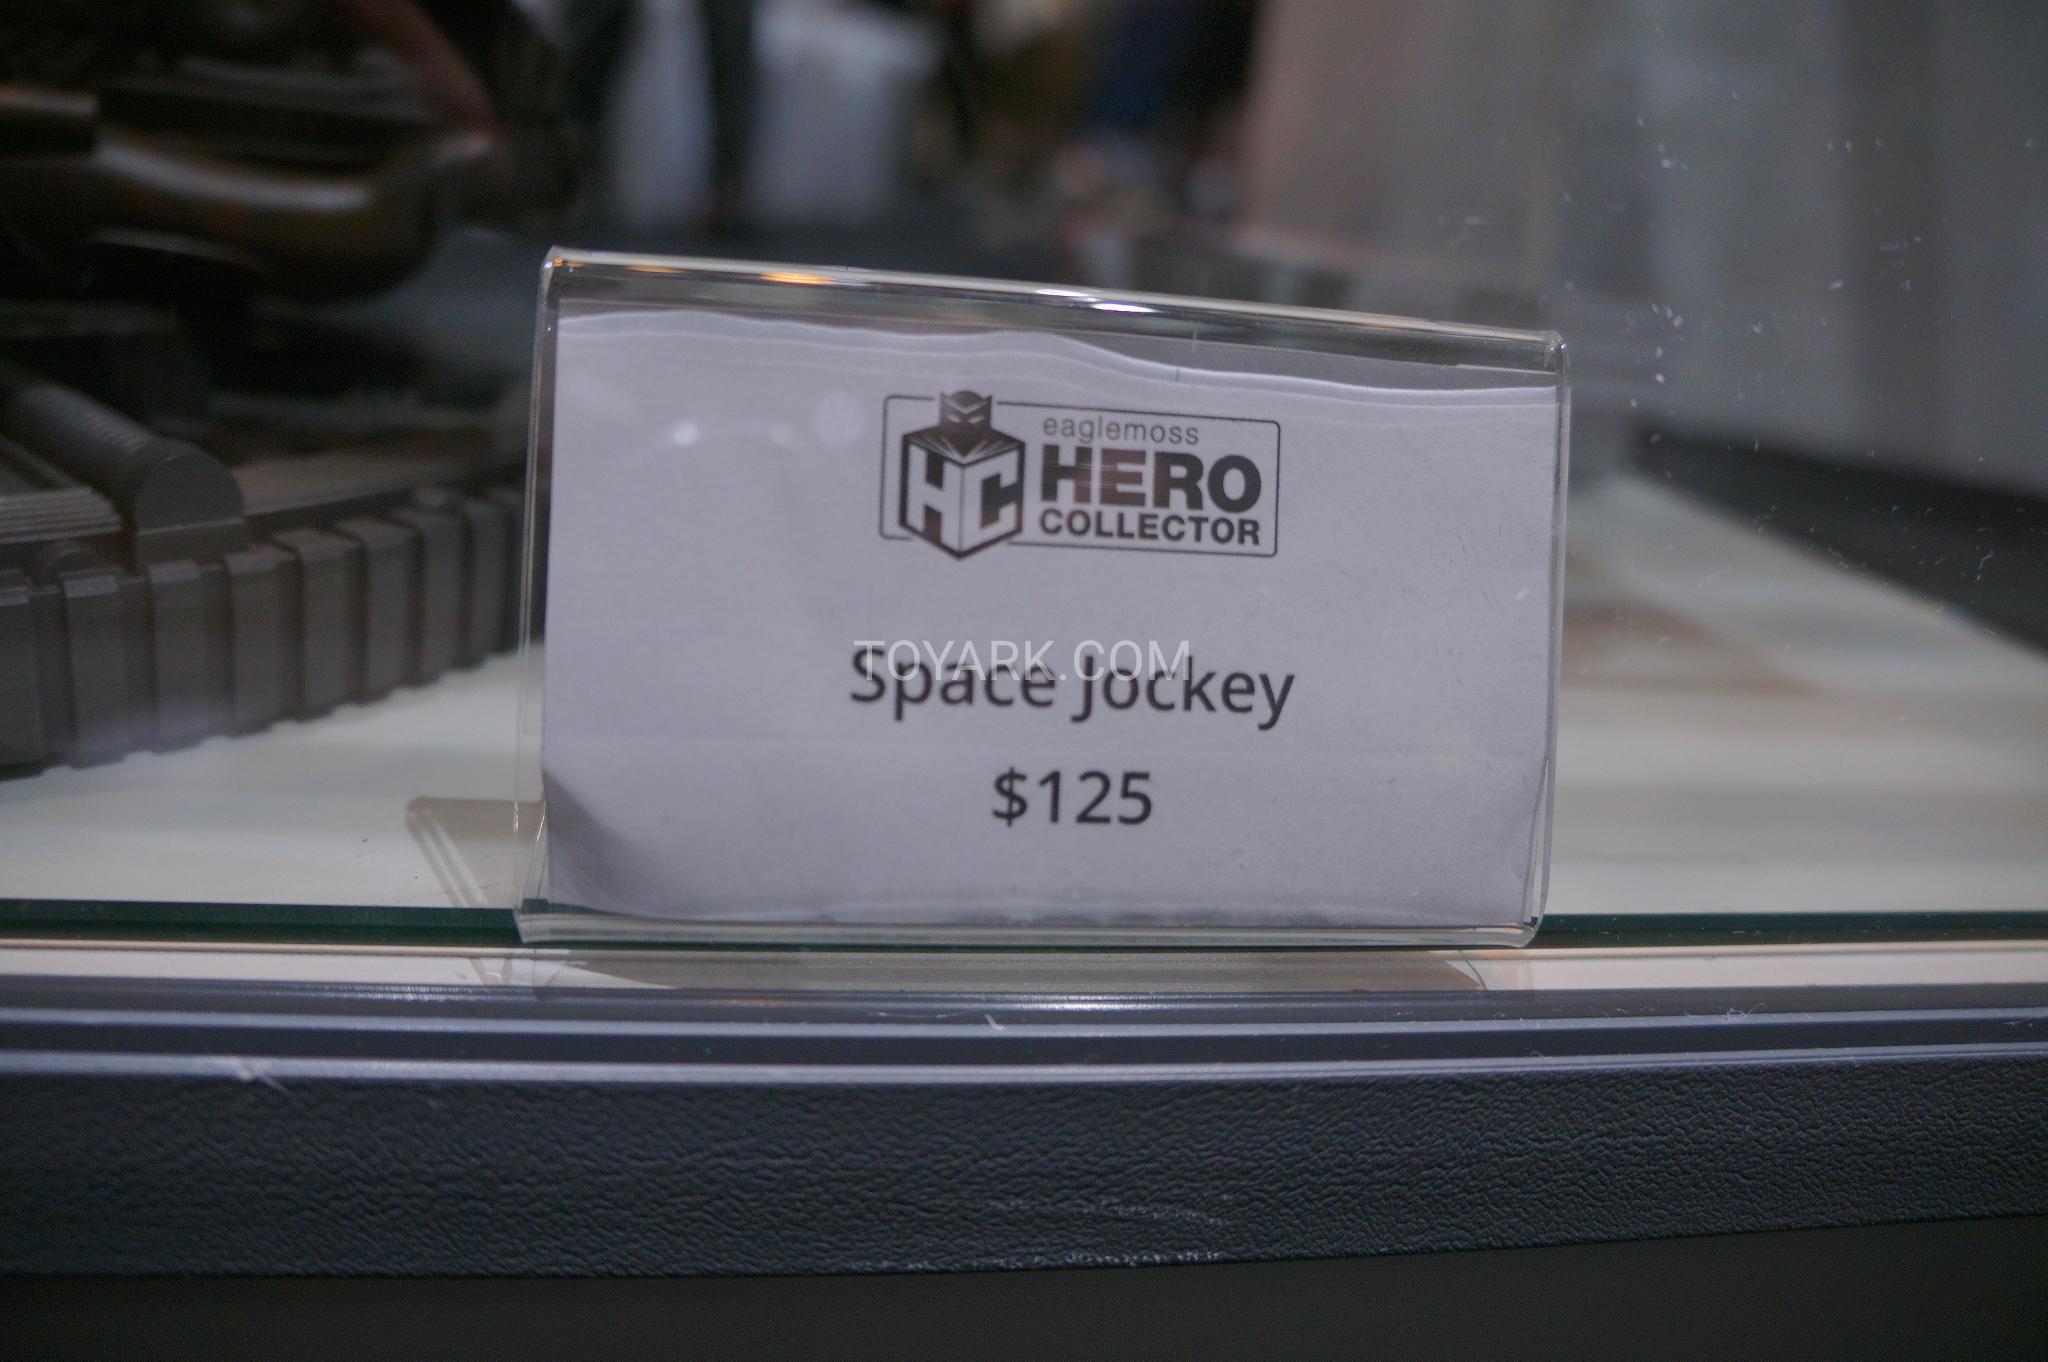 eaglemoss
HC HERO
COLLECTOR
TOYARK.COM
Space Jockey
$125